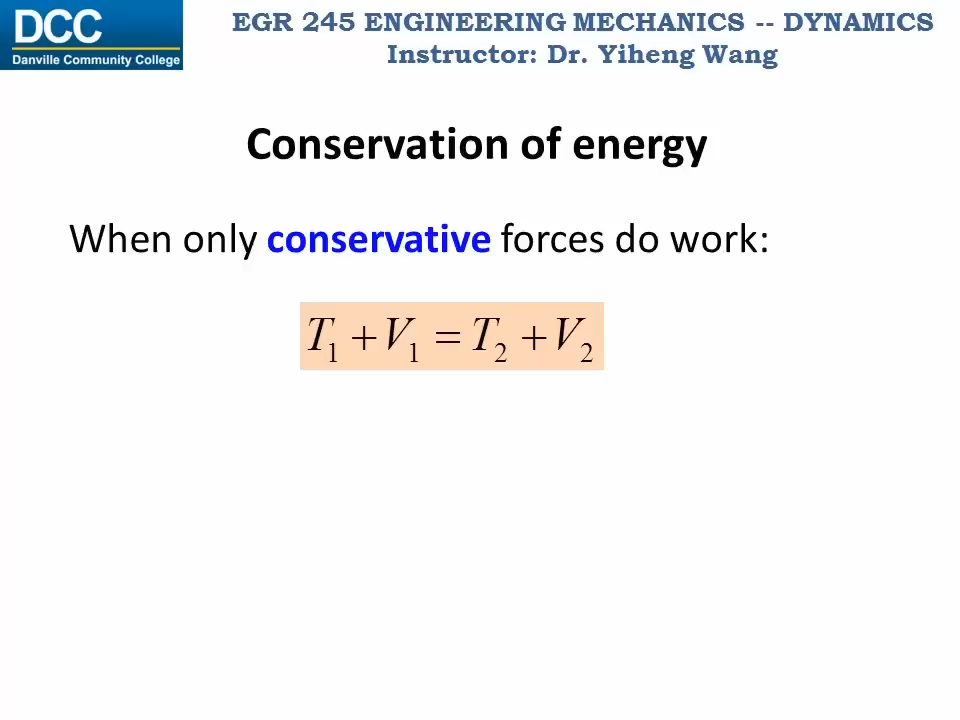 DCC
Danville Community College
EGR 245 ENGINEERING MECHANICS -- DYNAMICS
Instructor: Dr. Yiheng Wang
Conservation of energy
When only conservative forces do work:
T₁ + V₁ = T₂ + V₂